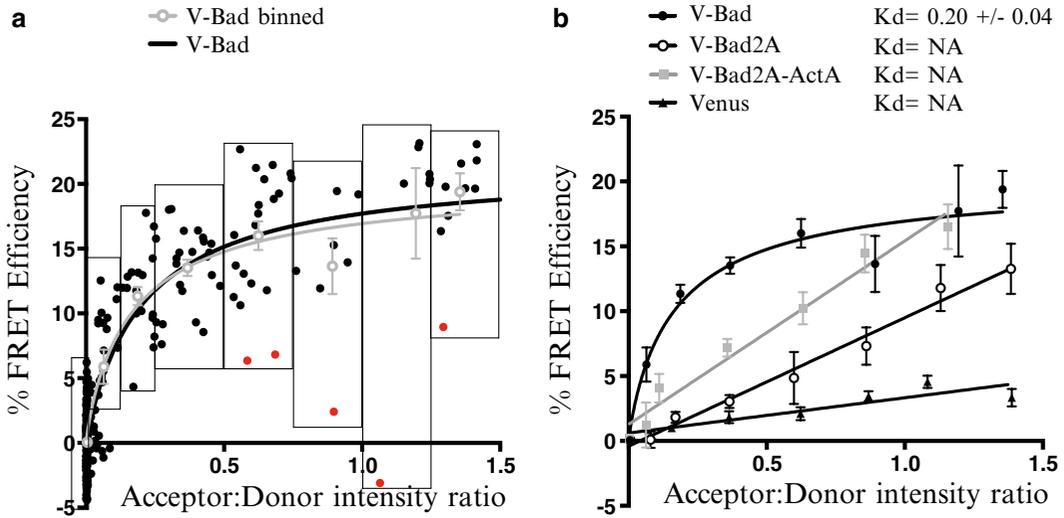 a
V-Bad binned
V-Bad
% FRET Efficiency
25
20
15
10
5
0
-5
0.5
1.0
1.5
Acceptor:Donor intensity ratio
b
V-Bad Kd= 0.20 +/- 0.04
V-Bad2A Kd= NA
V-Bad2A-ActA Kd= NA
Venus Kd= NA
% FRET Efficiency
25
20
15
10
5
0
-5
0.5
1.0
1.5
Acceptor:Donor intensity ratio